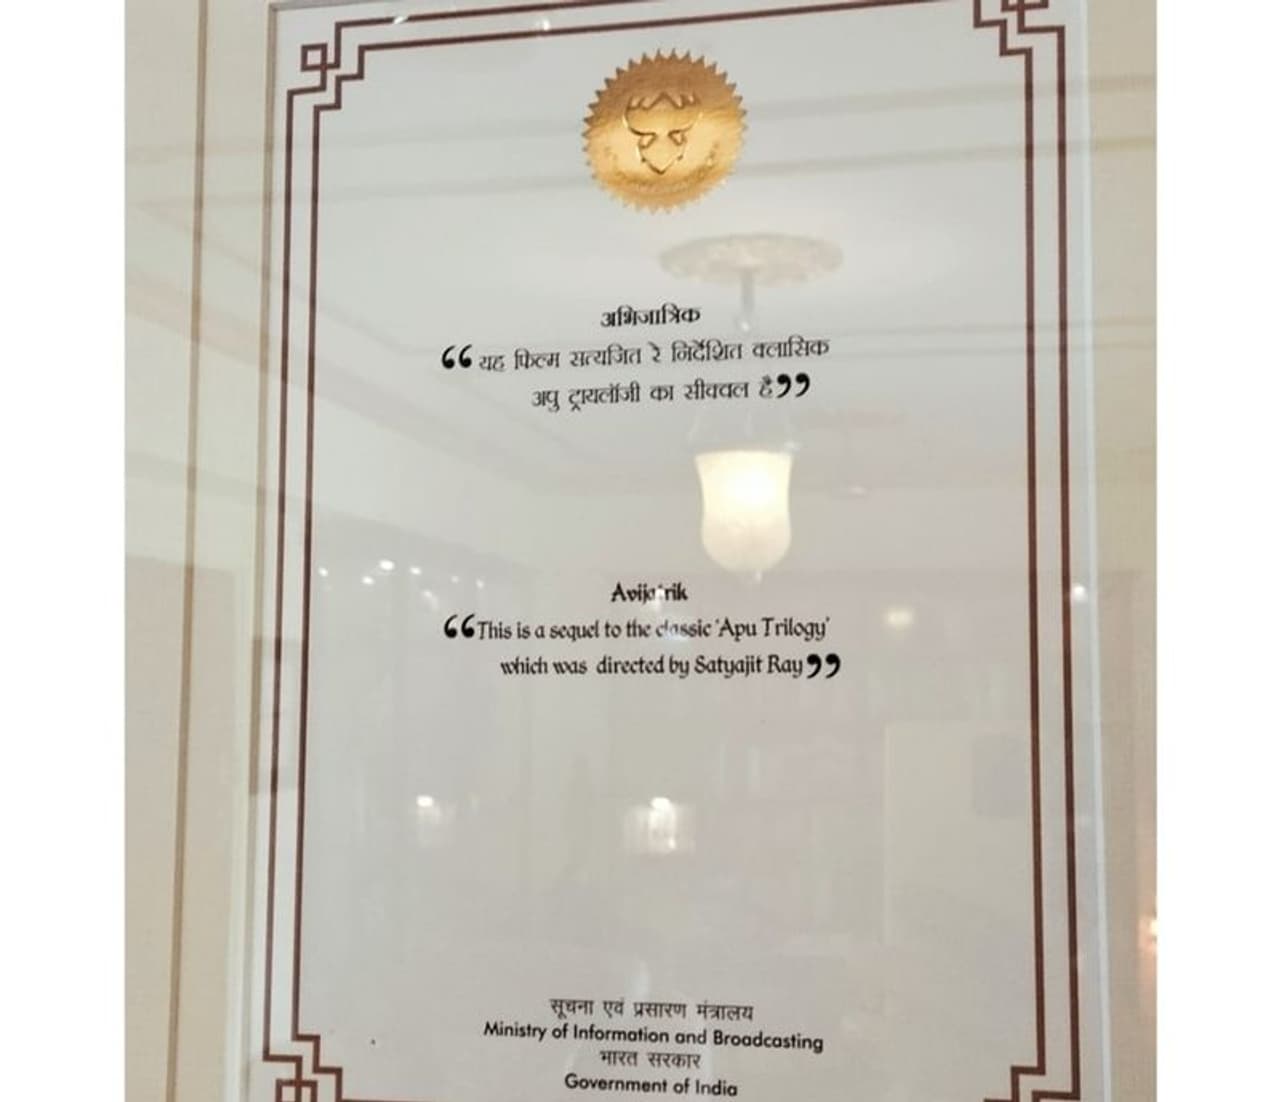 अभिजात्रिक
“यह फिल्म सत्यजित रे निर्देशित क्लासिक
अपु ट्रायलॉजी का सीक्वल है”
Avijatrik
“This is a sequel to the classic ‘Apu Trilogy’
which was directed by Satyajit Ray”
सूचना एवं प्रसारण मंत्रालय
Ministry of Information and Broadcasting
भारत सरकार
Government of India